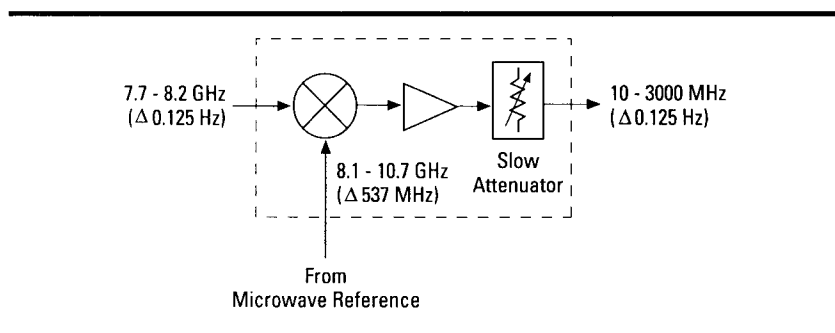 7.7 - 8.2 GHz
(Δ 0.125 Hz)
8.1 - 10.7 GHz
(Δ 537 MHz)
Slow
Attenuator
10 - 3000 MHz
(Δ 0.125 Hz)
From
Microwave Reference